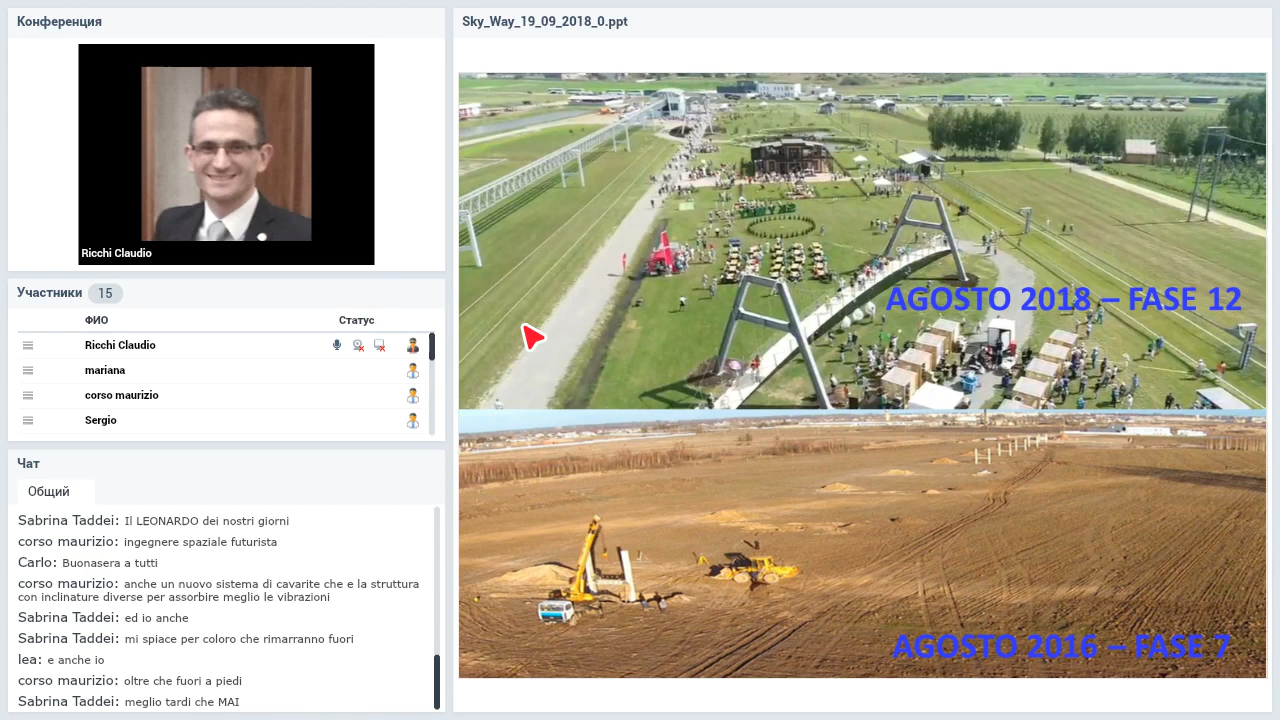 Конференция
Ricchi Claudio
Участники 15
ФИО Статус
Ricchi Claudio
mariana
corso maurizio
Sergio
Чат
Общий
Sabrina Taddei: Il LEONARDO dei nostri giorni
corso maurizio: ingegnere spaziale futurista
Carlo: Buonasera a tutti
corso maurizio: anche un nuovo sistema di cavarite che e la struttura
con inclinature diverse per assorbire meglio le vibrazioni
Sabrina Taddei: ed io anche
Sabrina Taddei: mi spiace per coloro che rimarranno fuori
lea: e anche io
corso maurizio: oltre che fuori a piedi
Sabrina Taddei: meglio tardi che MAI
Sky_Way_19_09_2018_0.ppt
AGOSTO 2018 – FASE 12
AGOSTO 2016 – FASE 7